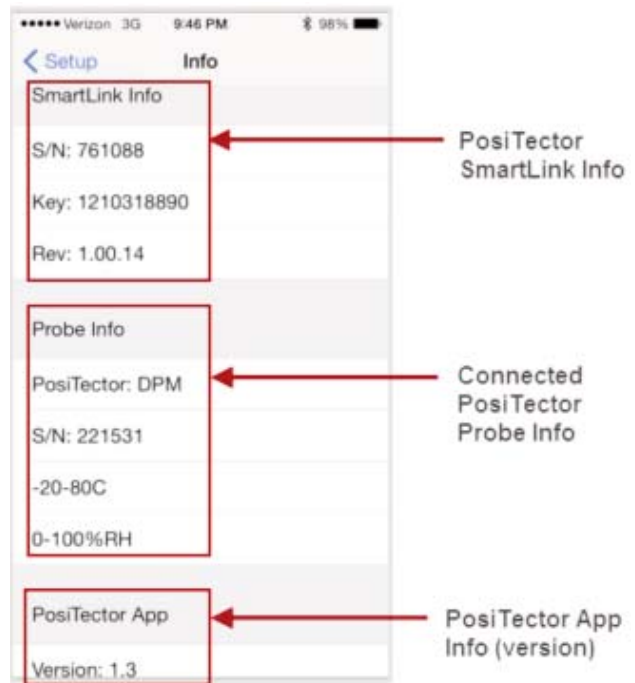 Verizon 3G 9:46 PM 98%
Setup Info
SmartLink Info
S/N: 761088
Key: 1210318890
Rev: 1.00.14
PosiTector
SmartLink Info
Probe Info
PosiTector: DPM
S/N: 221531
-20-80C
0-100%RH
Connected
PosiTector
Probe Info
PosiTector App
Version: 1.3
PosiTector App
Info (version)